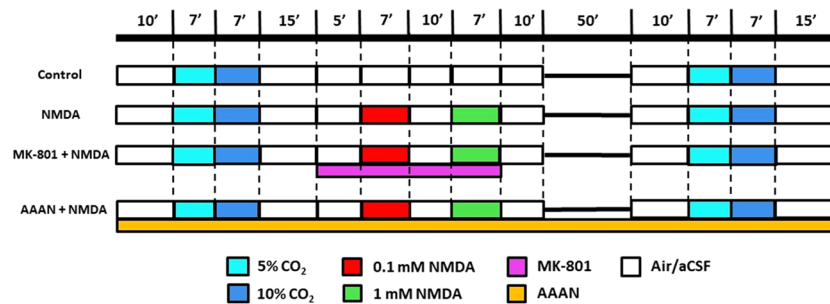 10’ 7’ 7’ 15’ 5’ 7’ 10’ 7’ 10’ 50’ 10’ 7’ 7’ 15’
Control
NMDA
MK-801 + NMDA
AAAN + NMDA
5% CO₂ 0.1 mM NMDA MK-801 Air/aCSF
10% CO₂ 1 mM NMDA AAAN